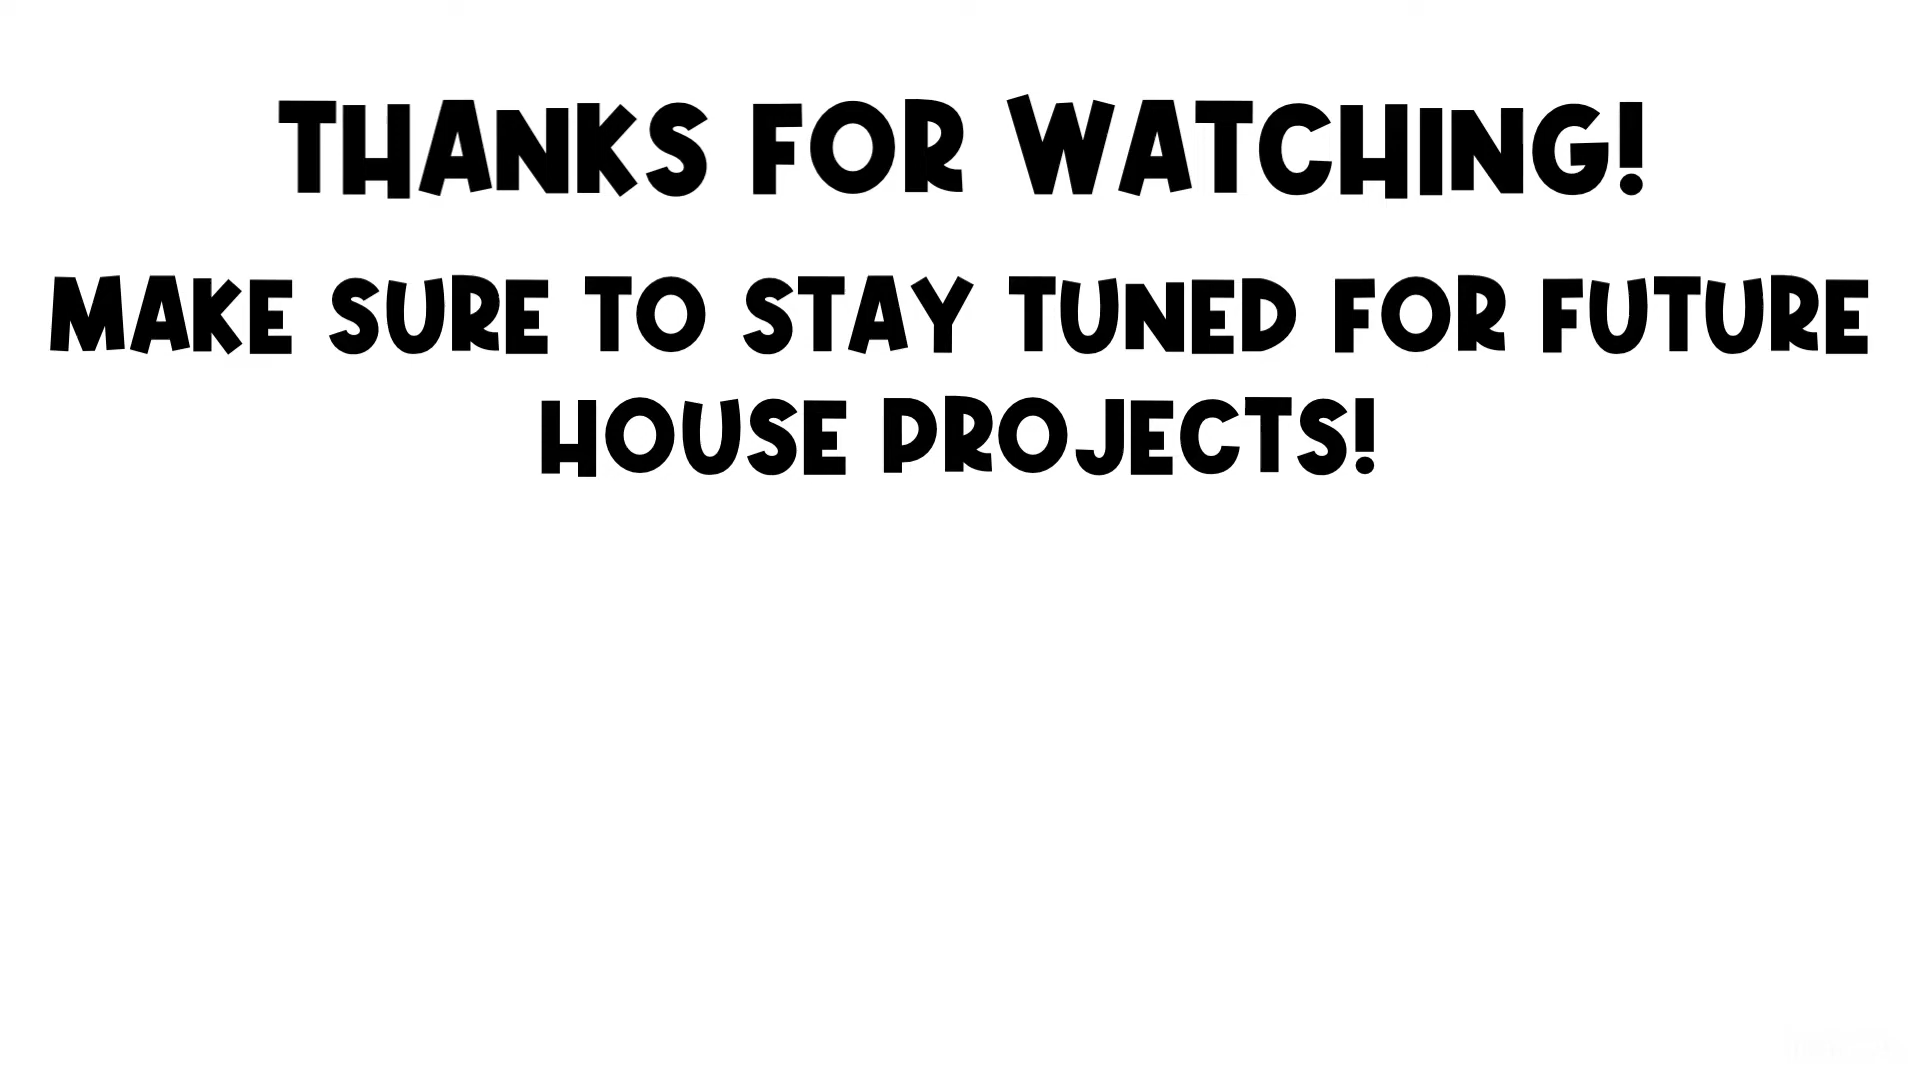 THANKS FOR WATCHING!
MAKE SURE TO STAY TUNED FOR FUTURE
HOUSE PROJECTS!